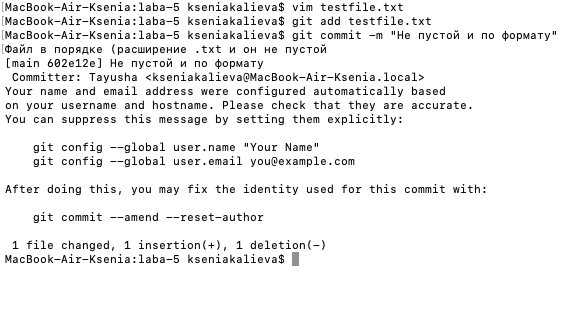 MacBook-Air-Ksenia:laba-5 kseniakalieva$ vim testfile.txt
MacBook-Air-Ksenia:laba-5 kseniakalieva$ git add testfile.txt
MacBook-Air-Ksenia:laba-5 kseniakalieva$ git commit -m "Не пустой и по формату"
Файл в порядке (расширение .txt и он не пустой
[main 602e12e] Не пустой и по формату
 Committer: Tayusha <kseniakalieva@MacBook-Air-Ksenia.local>
Your name and email address were configured automatically based
on your username and hostname. Please check that they are accurate.
You can suppress this message by setting them explicitly:

    git config --global user.name "Your Name"
    git config --global user.email you@example.com

After doing this, you may fix the identity used for this commit with:

    git commit --amend --reset-author

 1 file changed, 1 insertion(+), 1 deletion(-)
MacBook-Air-Ksenia:laba-5 kseniakalieva$